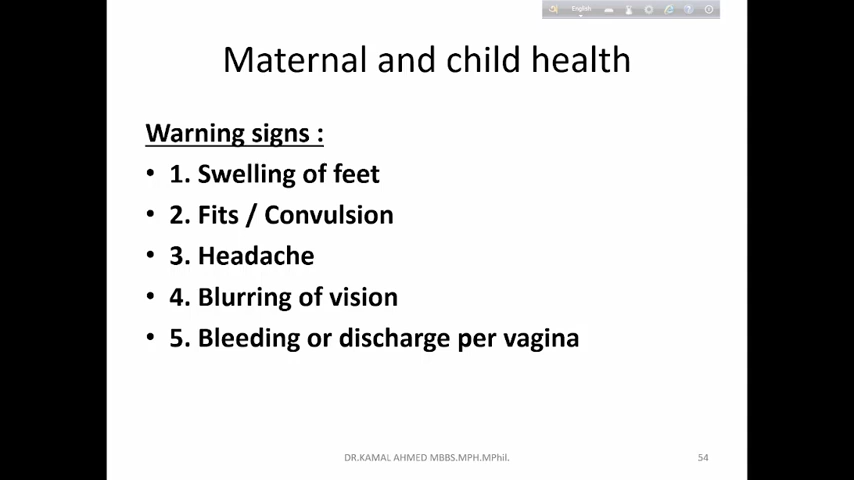 English
Maternal and child health
Warning signs :
• 1. Swelling of feet
• 2. Fits / Convulsion
• 3. Headache
• 4. Blurring of vision
• 5. Bleeding or discharge per vagina
DR.KAMAL AHMED MBBS.MPH.MPhil.
54